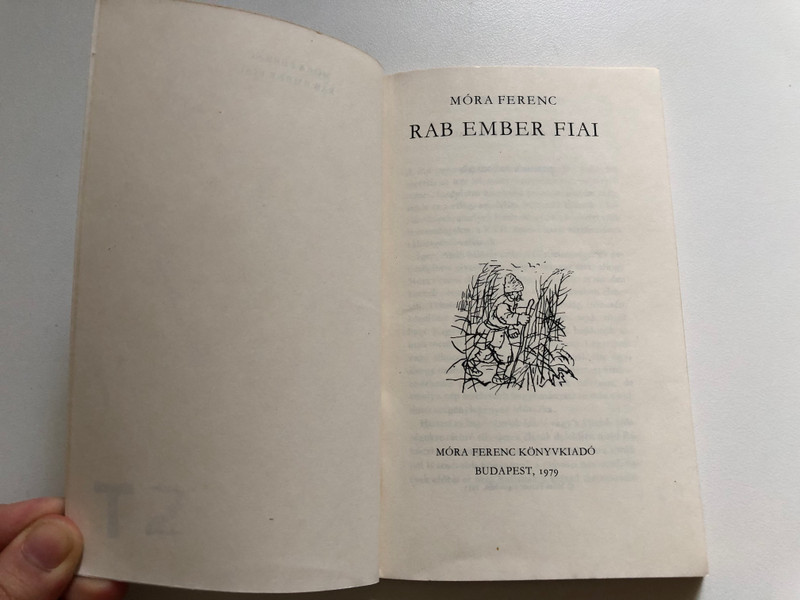 MÓRA FERENC
RAB EMBER FIAI
MÓRA FERENC KÖNYVKIADÓ
BUDAPEST, 1979